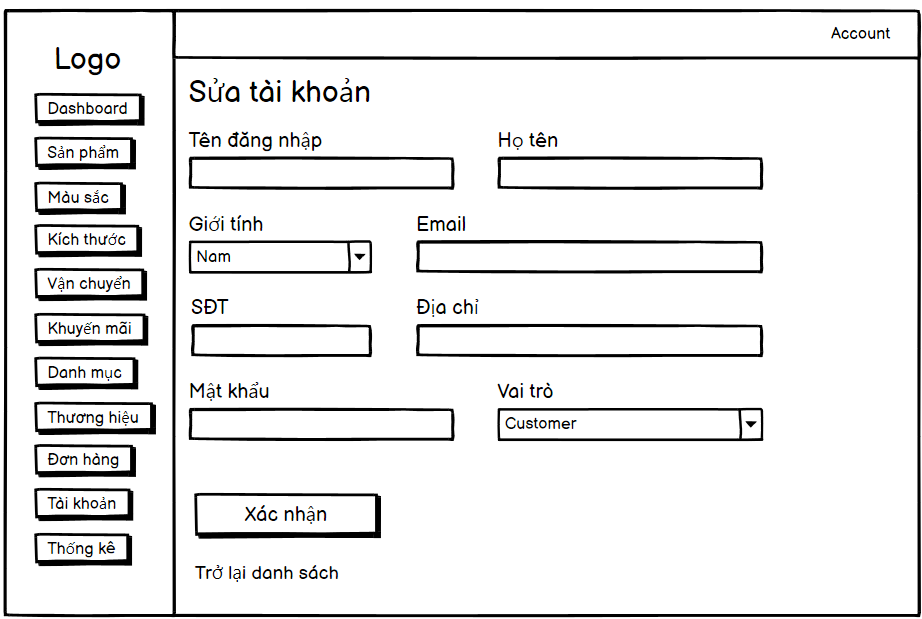 Account
Logo
Dashboard
Sản phẩm
Màu sắc
Kích thước
Vận chuyển
Khuyến mãi
Danh mục
Thương hiệu
Đơn hàng
Tài khoản
Thống kê
Sửa tài khoản
Tên đăng nhập
Họ tên
Giới tính
Email
Nam
SĐT
Địa chỉ
Mật khẩu
Vai trò
Customer
Xác nhận
Trở lại danh sách